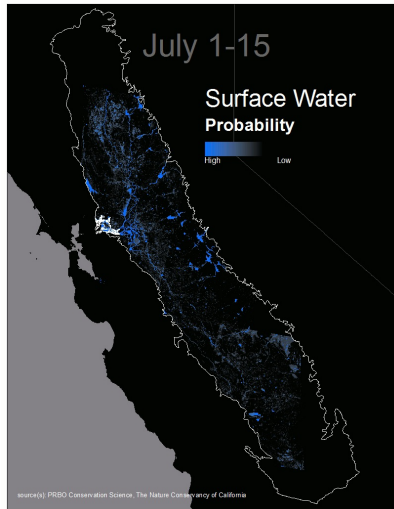 July 1-15
Surface Water
Probability
High Low
source(s): PRBO Conservation Science, The Nature Conservancy of California